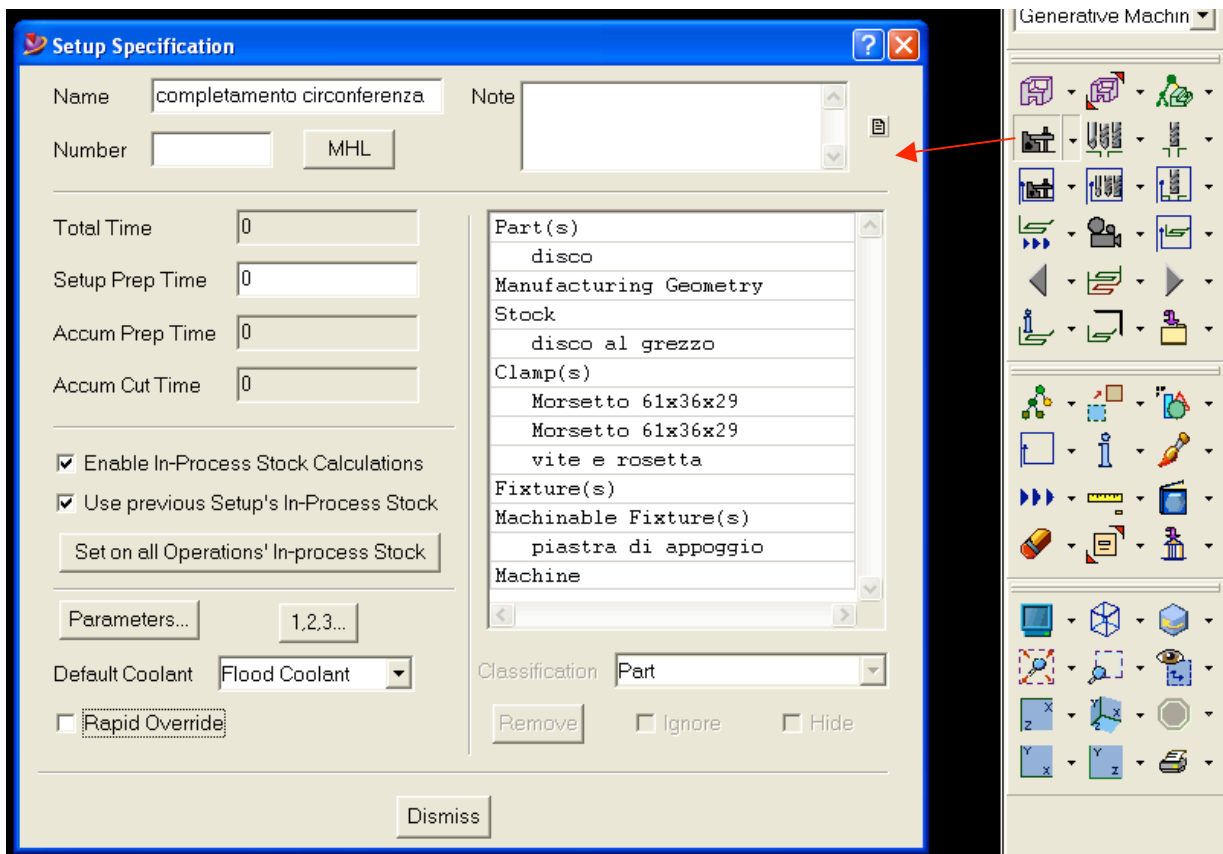 Generative Machin
Setup Specification
Name completamento circonferenza Note
Number MHL
Total Time 0
Setup Prep Time 0
Accum Prep Time 0
Accum Cut Time 0
Enable In-Process Stock Calculations
Use previous Setup's In-Process Stock
Set on all Operations' In-process Stock
Parameters... 1,2,3...
Default Coolant Flood Coolant
Rapid Override
Part(s)
disco
Manufacturing Geometry
Stock
disco al grezzo
Clamp(s)
Morsetto 61x36x29
Morsetto 61x36x29
vite e rosetta
Fixture(s)
Machinable Fixture(s)
piastra di appoggio
Machine
Classification Part
Remove Ignore Hide
Dismiss